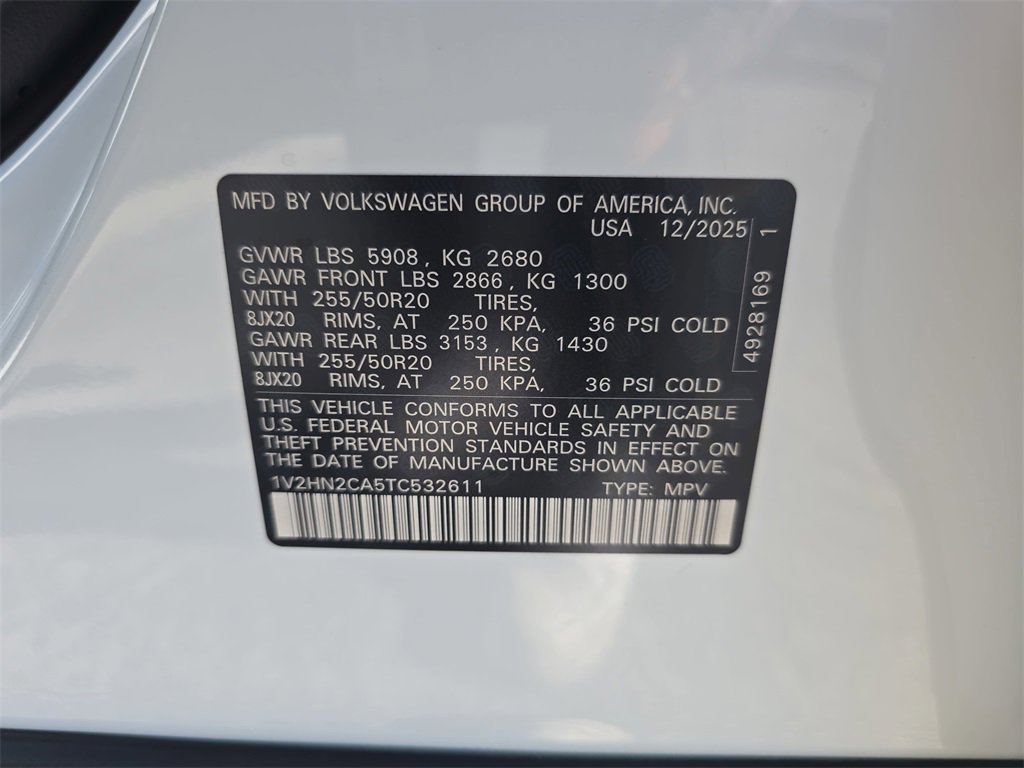 MFD BY VOLKSWAGEN GROUP OF AMERICA, INC.
USA 12/2025
GVWR LBS 5908, KG 2680
GAWR FRONT LBS 2866, KG 1300
WITH 255/50R20 TIRES,
8JX20 RIMS, AT 250 KPA, 36 PSI COLD
GAWR REAR LBS 3153, KG 1430
WITH 255/50R20 TIRES,
8JX20 RIMS, AT 250 KPA, 36 PSI COLD
4928169 1
THIS VEHICLE CONFORMS TO ALL APPLICABLE
U.S. FEDERAL MOTOR VEHICLE SAFETY AND
THEFT PREVENTION STANDARDS IN EFFECT ON
THE DATE OF MANUFACTURE SHOWN ABOVE.
1V2HN2CA5TC532611 TYPE: MPV